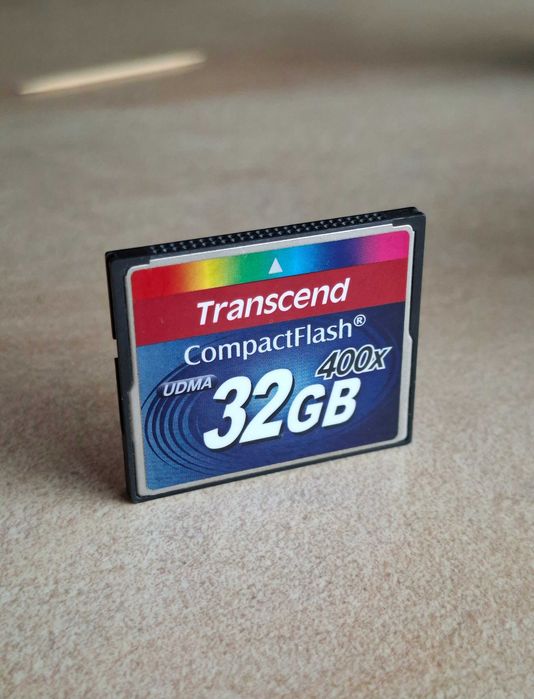 Transcend
CompactFlash®
400x
UDMA
32GB